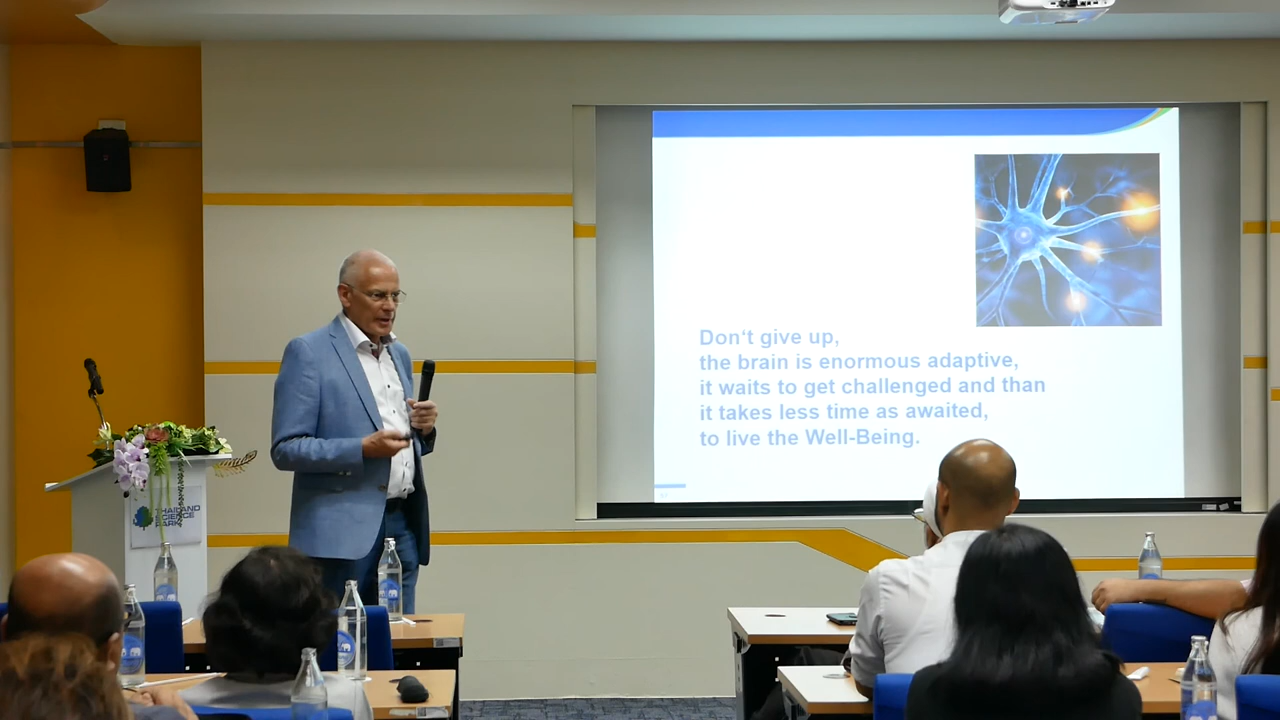 Don't give up,
the brain is enormous adaptive,
it waits to get challenged and than
it takes less time as awaited,
to live the Well-Being.
THAILAND
SCIENCE
PARK